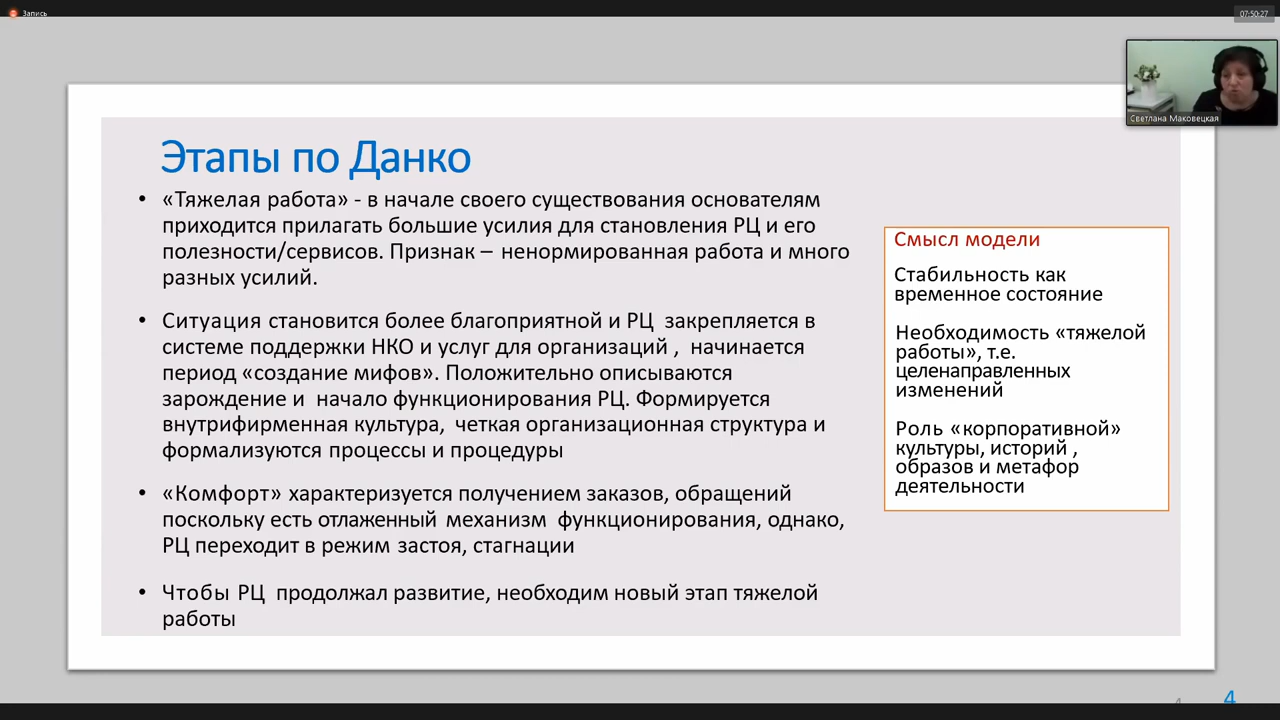 Запись
07:50:27
Светлана Маковецкая
Этапы по Данко
• «Тяжелая работа» - в начале своего существования основателям
приходится прилагать большие усилия для становления РЦ и его
полезности/сервисов. Признак – ненормированная работа и много
разных усилий.
• Ситуация становится более благоприятной и РЦ закрепляется в
системе поддержки НКО и услуг для организаций , начинается
период «создание мифов». Положительно описываются
зарождение и начало функционирования РЦ. Формируется
внутрифирменная культура, четкая организационная структура и
формализуются процессы и процедуры
• «Комфорт» характеризуется получением заказов, обращений
поскольку есть отлаженный механизм функционирования, однако,
РЦ переходит в режим застоя, стагнации
• Чтобы РЦ продолжал развитие, необходим новый этап тяжелой
работы
Смысл модели
Стабильность как
временное состояние
Необходимость «тяжелой
работы», т.е.
целенаправленных
изменений
Роль «корпоративной»
культуры, историй ,
образов и метафор
деятельности
4
4